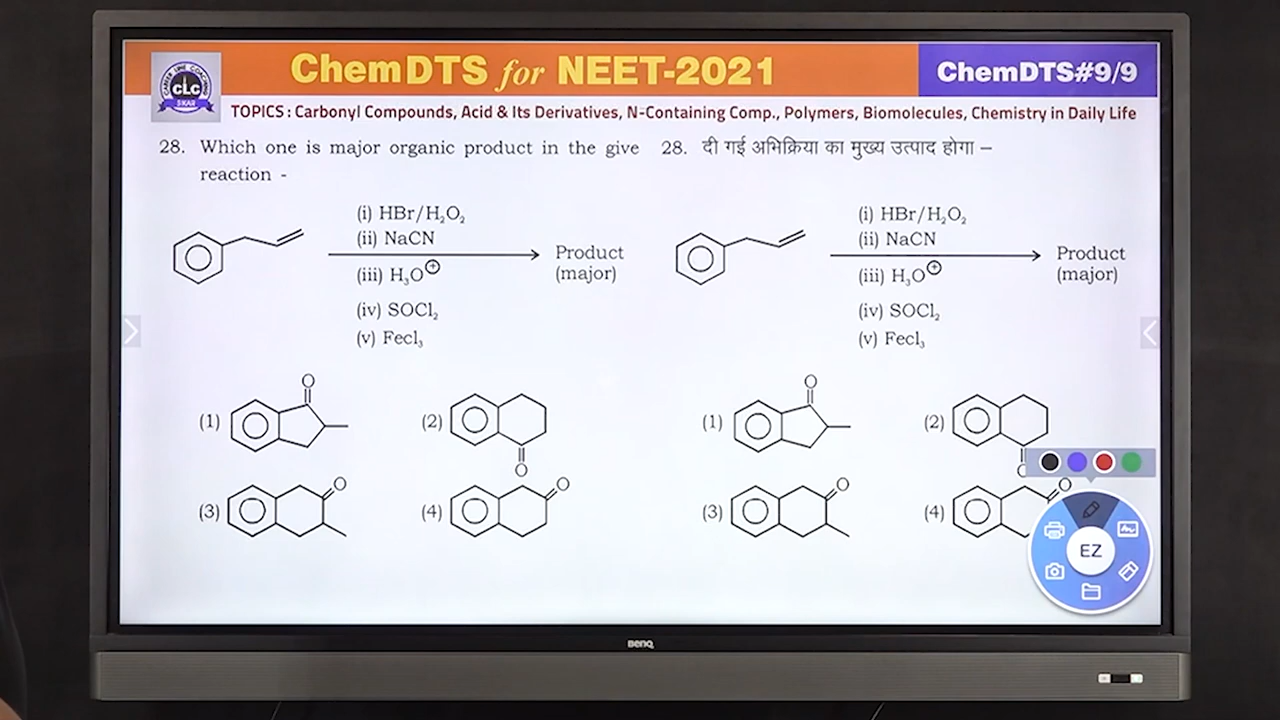 ChemDTS for NEET-2021
ChemDTS#9/9
CLC
SIKAR
TOPICS : Carbonyl Compounds, Acid & Its Derivatives, N-Containing Comp., Polymers, Biomolecules, Chemistry in Daily Life
28. Which one is major organic product in the give
reaction -
(i) HBr/H₂O₂
(ii) NaCN
(iii) H₃O⊕
(iv) SOCl₂
(v) Fecl₃
Product
(major)
(1)
O
(2)
O
(3)
O
(4)
O
28. दी गई अभिक्रिया का मुख्य उत्पाद होगा –
(i) HBr/H₂O₂
(ii) NaCN
(iii) H₃O⊕
(iv) SOCl₂
(v) Fecl₃
Product
(major)
(1)
O
(2)
(3)
O
(4)
O
EZ
BenQ